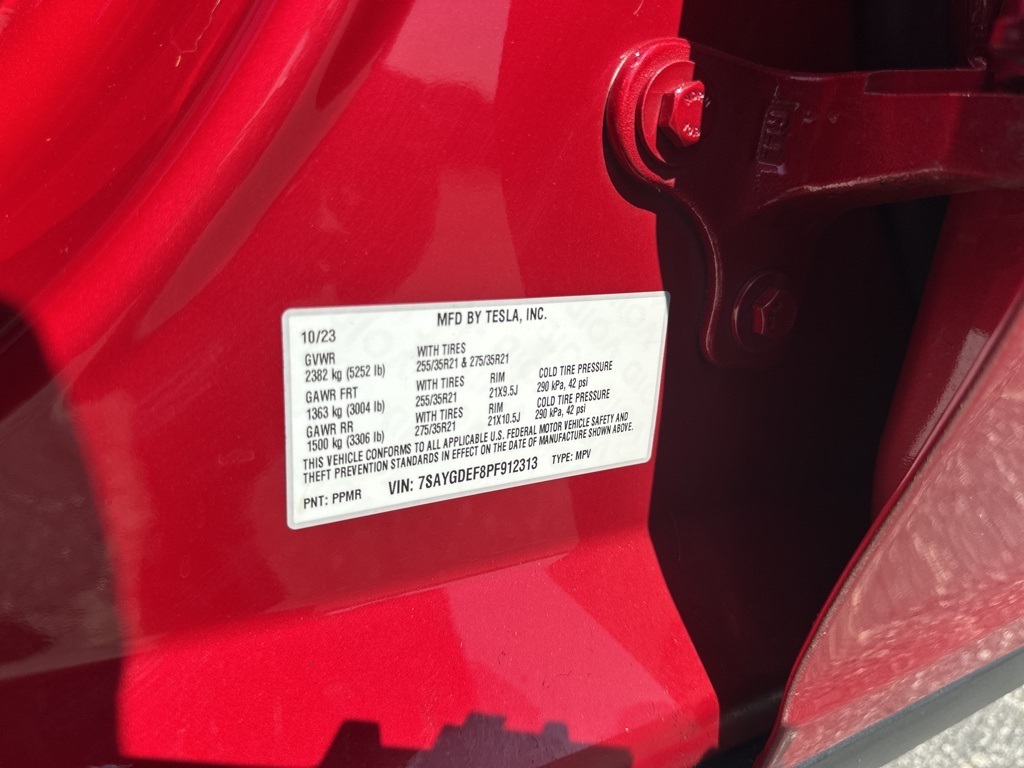 MFD BY TESLA, INC.
10/23
GVWR
2382 kg (5252 lb)
WITH TIRES
255/35R21 & 275/35R21
GAWR FRT
1363 kg (3004 lb)
WITH TIRES
255/35R21
RIM
21X9.5J
COLD TIRE PRESSURE
290 kPa, 42 psi
GAWR RR
1500 kg (3306 lb)
WITH TIRES
275/35R21
RIM
21X10.5J
COLD TIRE PRESSURE
290 kPa, 42 psi
THIS VEHICLE CONFORMS TO ALL APPLICABLE U.S. FEDERAL MOTOR VEHICLE SAFETY AND
THEFT PREVENTION STANDARDS IN EFFECT ON THE DATE OF MANUFACTURE SHOWN ABOVE.
PNT: PPMR VIN: 7SAYGDEF8PF912313 TYPE: MPV